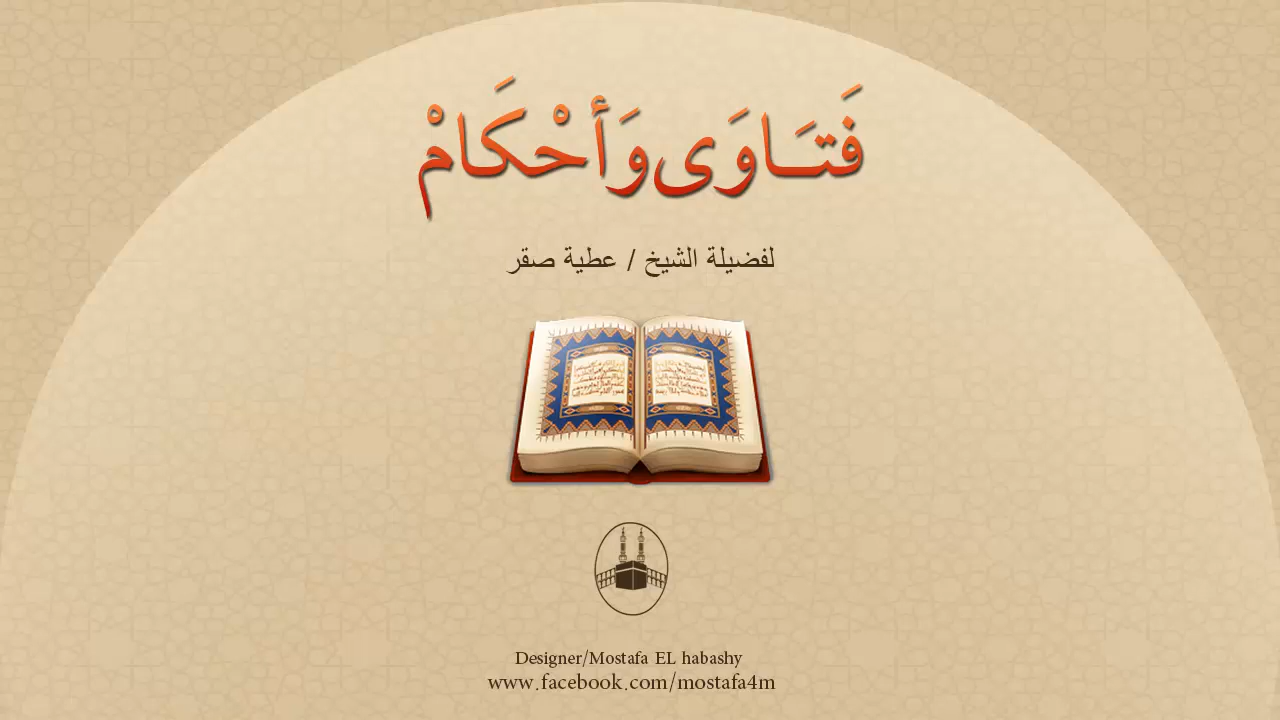 فَتَاوَى وَأَحْكَامْ
لفضيلة الشيخ / عطية صقر
Designer/Mostafa EL habashy
www.facebook.com/mostafa4m